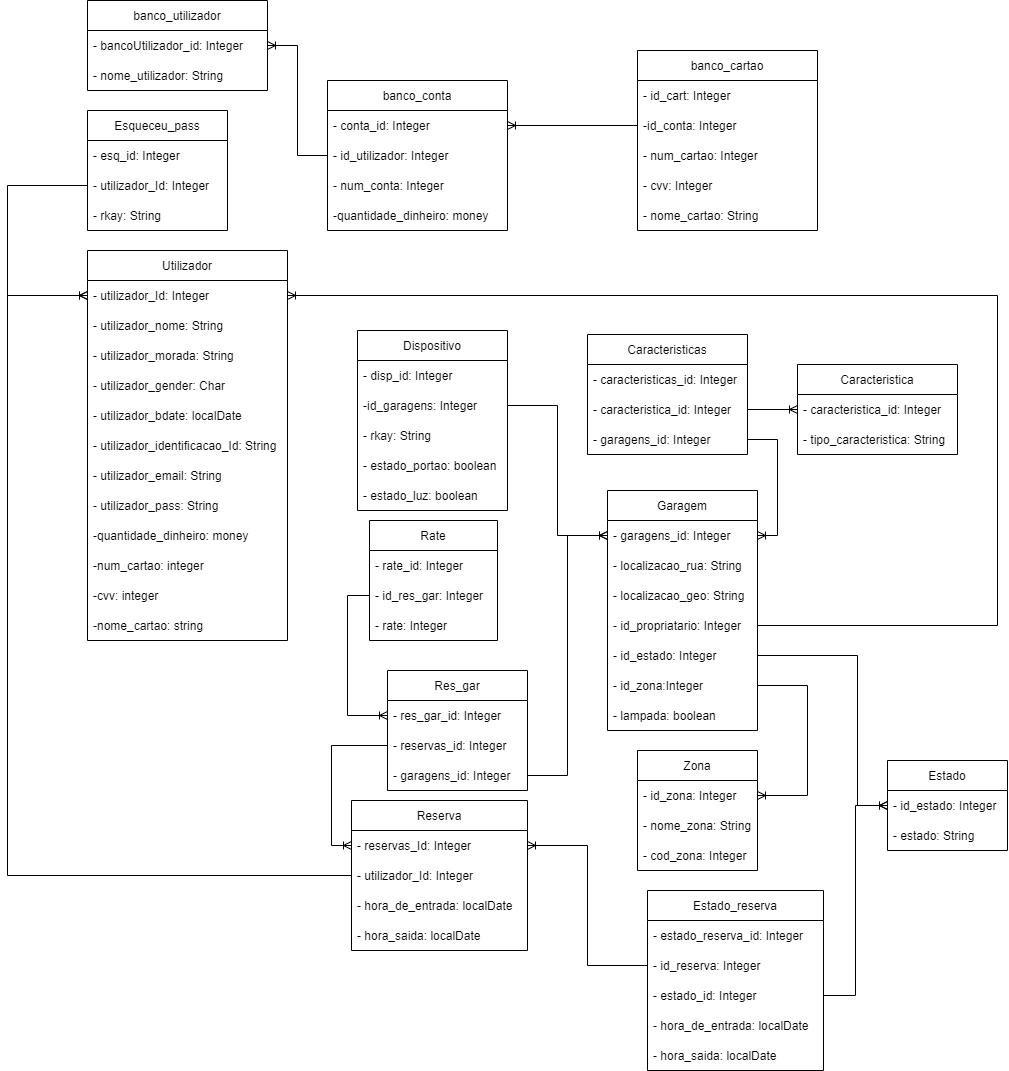 banco_utilizador
- bancoUtilizador_id: Integer
- nome_utilizador: String
banco_conta
- conta_id: Integer
- id_utilizador: Integer
- num_conta: Integer
-quantidade_dinheiro: money
banco_cartao
- id_cart: Integer
-id_conta: Integer
- num_cartao: Integer
- cvv: Integer
- nome_cartao: String
Esqueceu_pass
- esq_id: Integer
- utilizador_Id: Integer
- rkay: String
Utilizador
- utilizador_Id: Integer
- utilizador_nome: String
- utilizador_morada: String
- utilizador_gender: Char
- utilizador_bdate: localDate
- utilizador_identificacao_Id: String
- utilizador_email: String
- utilizador_pass: String
-quantidade_dinheiro: money
-num_cartao: integer
-cvv: integer
-nome_cartao: string
Dispositivo
- disp_id: Integer
-id_garagens: Integer
- rkay: String
- estado_portao: boolean
- estado_luz: boolean
Caracteristicas
- caracteristicas_id: Integer
- caracteristica_id: Integer
- garagens_id: Integer
Caracteristica
- caracteristica_id: Integer
- tipo_caracteristica: String
Rate
- rate_id: Integer
- id_res_gar: Integer
- rate: Integer
Garagem
- garagens_id: Integer
- localizacao_rua: String
- localizacao_geo: String
- id_propriatario: Integer
- id_estado: Integer
- id_zona:Integer
- lampada: boolean
Res_gar
- res_gar_id: Integer
- reservas_id: Integer
- garagens_id: Integer
Zona
- id_zona: Integer
- nome_zona: String
- cod_zona: Integer
Estado
- id_estado: Integer
- estado: String
Reserva
- reservas_Id: Integer
- utilizador_Id: Integer
- hora_de_entrada: localDate
- hora_saida: localDate
Estado_reserva
- estado_reserva_id: Integer
- id_reserva: Integer
- estado_id: Integer
- hora_de_entrada: localDate
- hora_saida: localDate